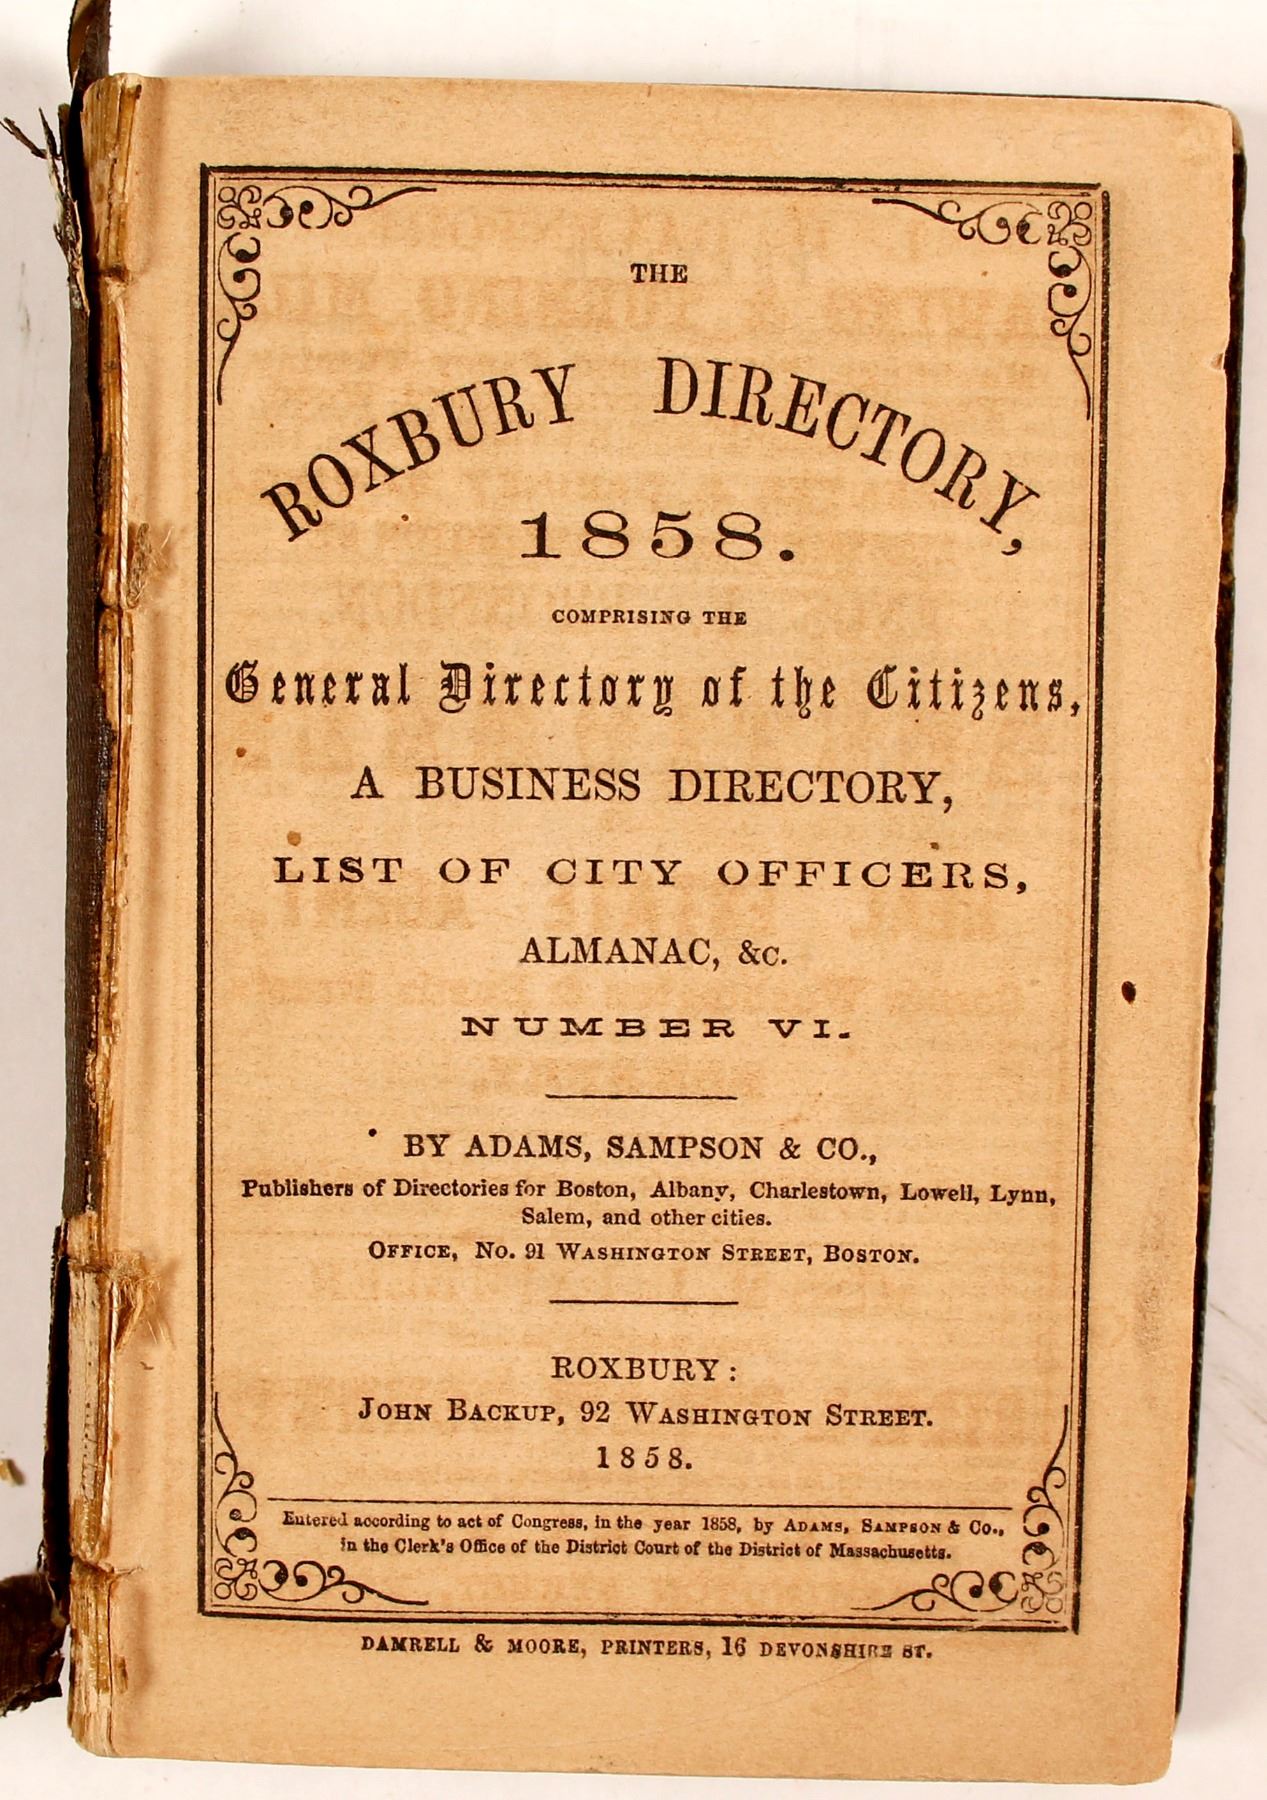 THE
ROXBURY DIRECTORY,
1858.
COMPRISING THE
General Directory of the Citizens,
A BUSINESS DIRECTORY,
LIST OF CITY OFFICERS,
ALMANAC, &C.
NUMBER VI.
BY ADAMS, SAMPSON & CO.,
Publishers of Directories for Boston, Albany, Charlestown, Lowell, Lynn,
Salem, and other cities.
OFFICE, NO. 91 WASHINGTON STREET, BOSTON.
ROXBURY:
JOHN BACKUP, 92 WASHINGTON STREET.
1858.
Entered according to act of Congress, in the year 1858, by ADAMS, SAMPSON & Co.,
in the Clerk's Office of the District Court of the District of Massachusetts.
DAMRELL & MOORE, PRINTERS, 16 DEVONSHIRE ST.